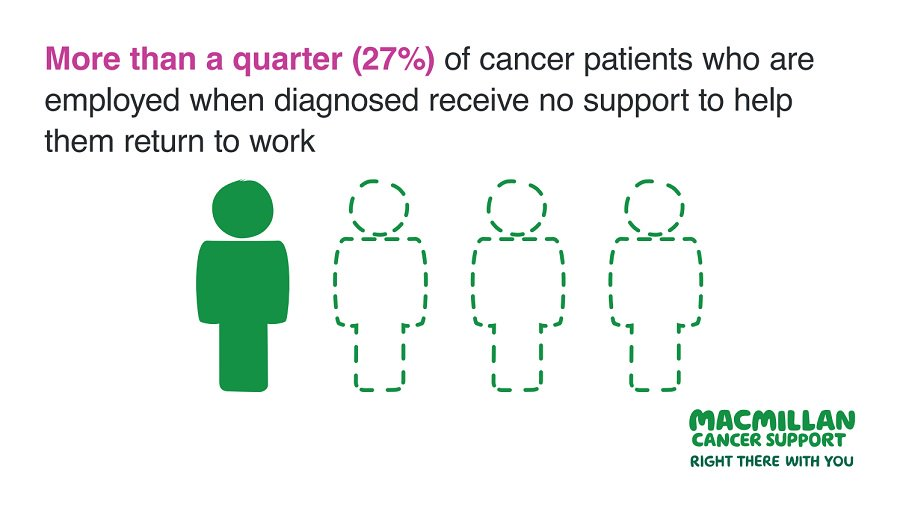 More than a quarter (27%) of cancer patients who are
employed when diagnosed receive no support to help
them return to work
MACMILLAN
CANCER SUPPORT
RIGHT THERE WITH YOU